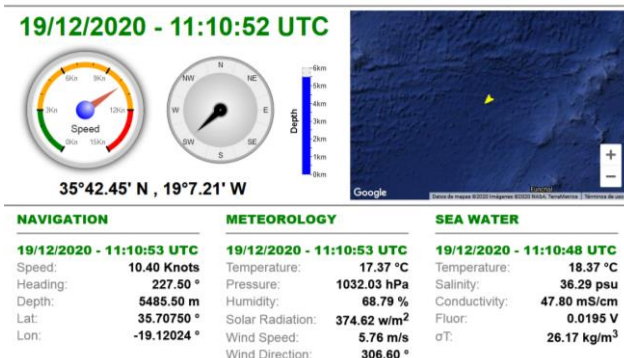 19/12/2020 - 11:10:52 UTC
6Kn 9Kn
3Kn 12Kn
Speed
0Kn 15Kn
N
NW NE
W E
SW SE
S
Depth
6km
5km
4km
3km
2km
1km
0km
35°42.45' N , 19°7.21' W
Funchal
Google
+
−
NAVIGATION
19/12/2020 - 11:10:53 UTC
Speed: 10.40 Knots
Heading: 227.50 °
Depth: 5485.50 m
Lat: 35.70750 °
Lon: -19.12024 °
METEOROLOGY
19/12/2020 - 11:10:53 UTC
Temperature: 17.37 °C
Pressure: 1032.03 hPa
Humidity: 68.79 %
Solar Radiation: 374.62 w/m²
Wind Speed: 5.76 m/s
Wind Direction: 306.60 °
SEA WATER
19/12/2020 - 11:10:48 UTC
Temperature: 18.37 °C
Salinity: 36.29 psu
Conductivity: 47.80 mS/cm
Fluor: 0.0195 V
σT: 26.17 kg/m³